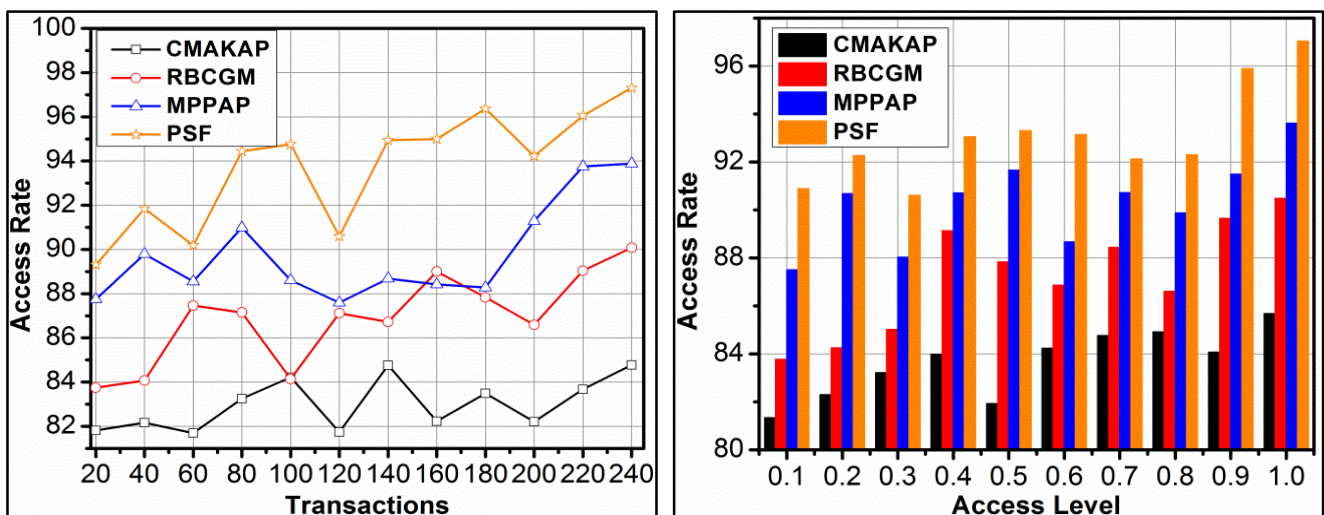 100
98
96
94
92
90
88
86
84
82
Access Rate
CMAKAP
RBCGM
MPPAP
PSF
20 40 60 80 100 120 140 160 180 200 220 240
Transactions
96
92
88
84
80
Access Rate
CMAKAP
RBCGM
MPPAP
PSF
0.1 0.2 0.3 0.4 0.5 0.6 0.7 0.8 0.9 1.0
Access Level